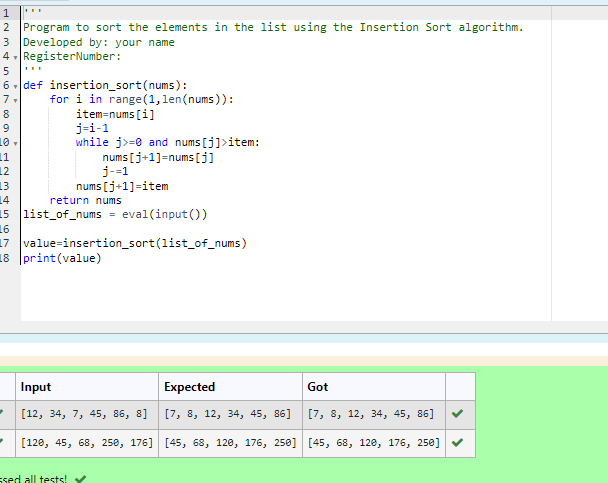 1 '''
2 Program to sort the elements in the list using the Insertion Sort algorithm.
3 Developed by: your name
4 RegisterNumber:
5 '''
6 def insertion_sort(nums):
7     for i in range(1,len(nums)):
8         item=nums[i]
9         j=i-1
10         while j>=0 and nums[j]>item:
11             nums[j+1]=nums[j]
12             j-=1
13         nums[j+1]=item
14     return nums
15 list_of_nums = eval(input())
16
17 value=insertion_sort(list_of_nums)
18 print(value)
Input Expected Got
[12, 34, 7, 45, 86, 8] [7, 8, 12, 34, 45, 86] [7, 8, 12, 34, 45, 86]
[120, 45, 68, 250, 176] [45, 68, 120, 176, 250] [45, 68, 120, 176, 250]
ssed all tests!